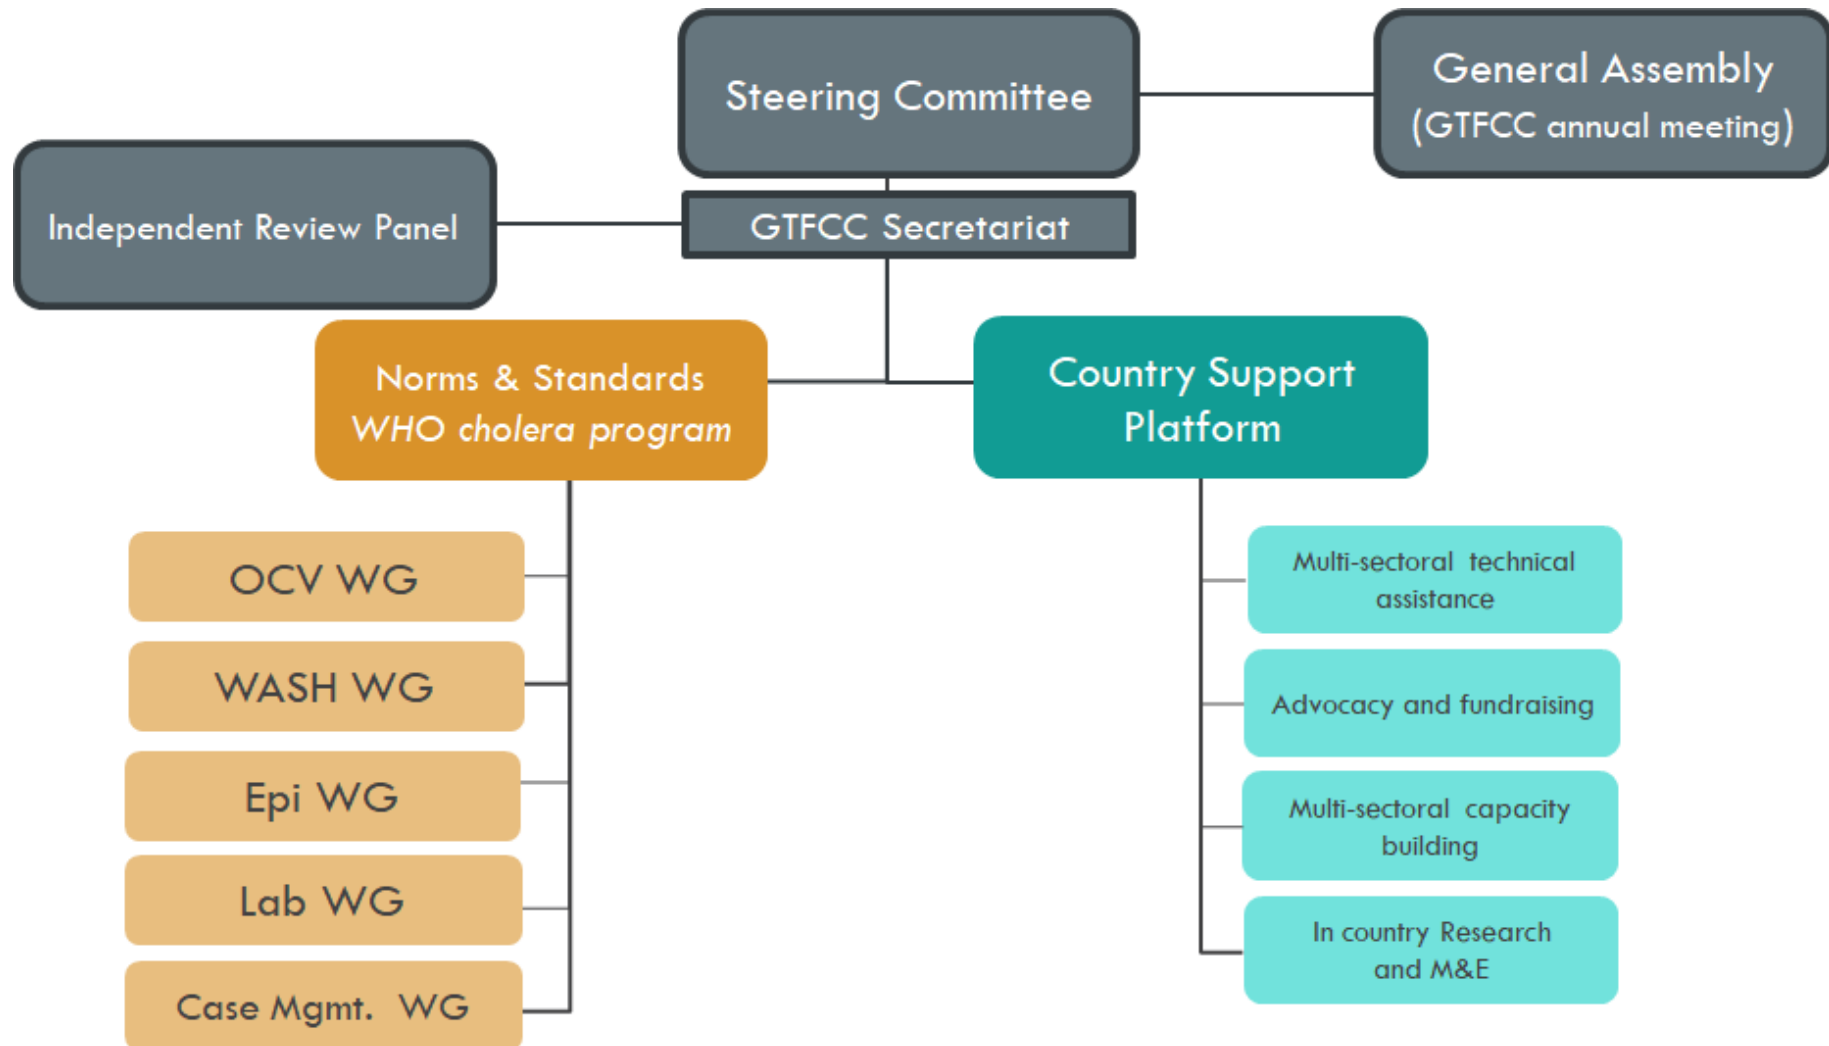 Steering Committee
General Assembly
(GTFCC annual meeting)
Independent Review Panel
GTFCC Secretariat
Norms & Standards
WHO cholera program
Country Support
Platform
OCV WG
WASH WG
Epi WG
Lab WG
Case Mgmt. WG
Multi-sectoral technical
assistance
Advocacy and fundraising
Multi-sectoral capacity
building
In country Research
and M&E